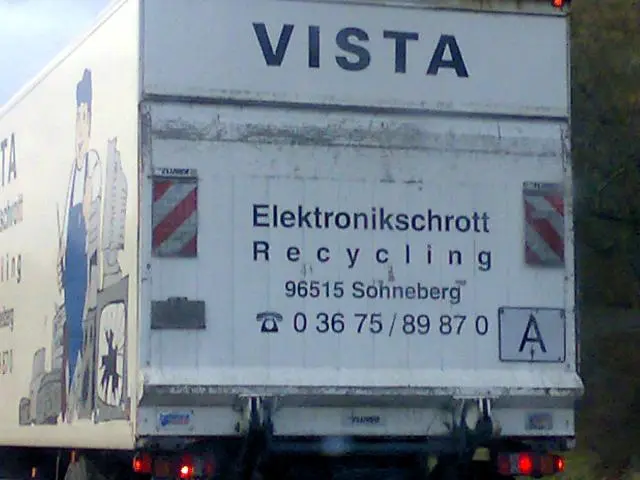 VISTA
Elektronikschrott
Recycling
96515 Sonneberg
☎ 0 36 75 / 89 87 0
A